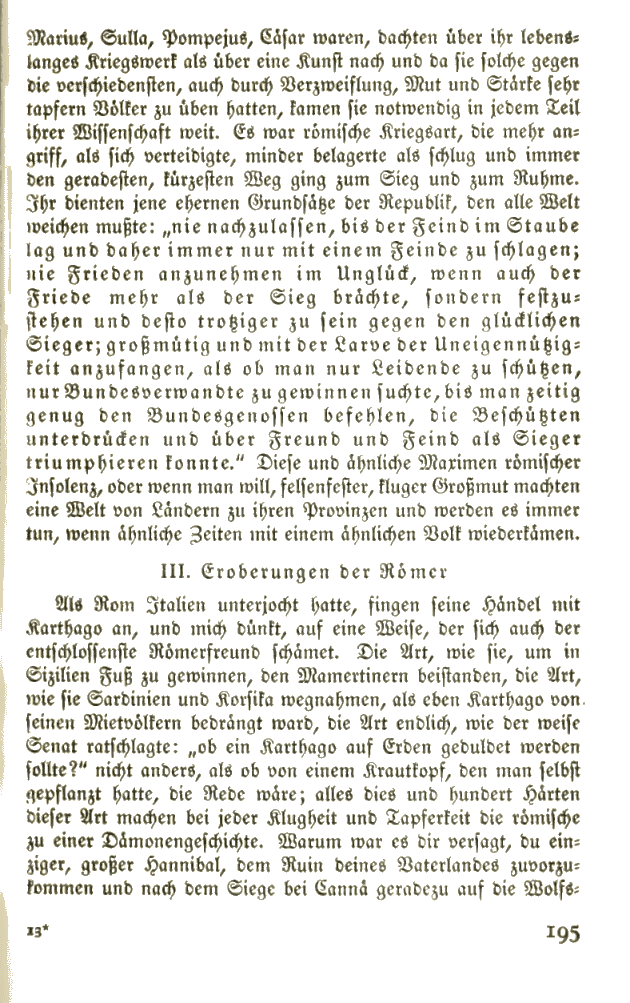 Marius, Sulla, Pompejus, Cäsar waren, dachten über ihr lebens-
langes Kriegswerk als über eine Kunst nach und da sie solche gegen
die verschiedensten, auch durch Verzweiflung, Mut und Stärke sehr
tapfern Völker zu üben hatten, kamen sie notwendig in jedem Teil
ihrer Wissenschaft weit. Es war römische Kriegsart, die mehr an-
griff, als sich verteidigte, minder belagerte als schlug und immer
den geradesten, kürzesten Weg ging zum Sieg und zum Ruhme.
Ihr dienten jene ehernen Grundsätze der Republik, den alle Welt
weichen mußte: „nie nachzulassen, bis der Feind im Staube
lag und daher immer nur mit einem Feinde zu schlagen;
nie Frieden anzunehmen im Unglück, wenn auch der
Friede mehr als der Sieg brächte, sondern festzu-
stehen und desto trotziger zu sein gegen den glücklichen
Sieger; großmütig und mit der Larve der Uneigennützig-
keit anzufangen, als ob man nur Leidende zu schützen,
nur Bundesverwandte zu gewinnen suchte, bis man zeitig
genug den Bundesgenossen befehlen, die Beschützten
unterdrücken und über Freund und Feind als Sieger
triumphieren konnte.“ Diese und ähnliche Maximen römischer
Insolenz, oder wenn man will, felsenfester, kluger Großmut machten
eine Welt von Ländern zu ihren Provinzen und werden es immer
tun, wenn ähnliche Zeiten mit einem ähnlichen Volk wiederkämen.
III. Eroberungen der Römer
Als Rom Italien unterjocht hatte, fingen seine Händel mit
Karthago an, und mich dünkt, auf eine Weise, der sich auch der
entschlossenste Römerfreund schämet. Die Art, wie sie, um in
Sizilien Fuß zu gewinnen, den Mamertinern beistanden, die Art,
wie sie Sardinien und Korsika wegnahmen, als eben Karthago von
seinen Mietvölkern bedrängt ward, die Art endlich, wie der weise
Senat ratschlagte: „ob ein Karthago auf Erden geduldet werden
sollte?“ nicht anders, als ob von einem Krautkopf, den man selbst
gepflanzt hatte, die Rede wäre; alles dies und hundert Härten
dieser Art machen bei jeder Klugheit und Tapferkeit die römische
zu einer Dämonengeschichte. Warum war es dir versagt, du ein-
ziger, großer Hannibal, dem Ruin deines Vaterlandes zuvorzu-
kommen und nach dem Siege bei Cannä geradezu auf die Wolfs-
13* 195